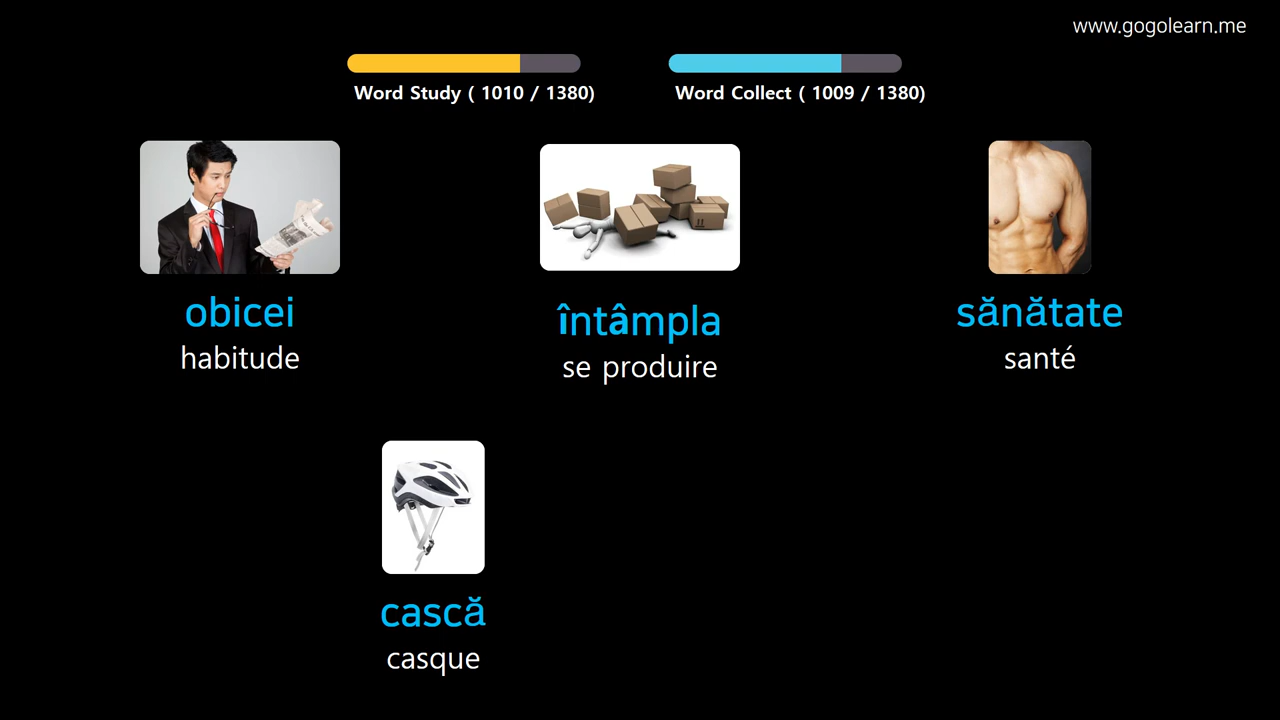 www.gogolearn.me
Word Study ( 1010 / 1380)
Word Collect ( 1009 / 1380)
obicei
habitude
întâmpla
se produire
sănătate
santé
cască
casque